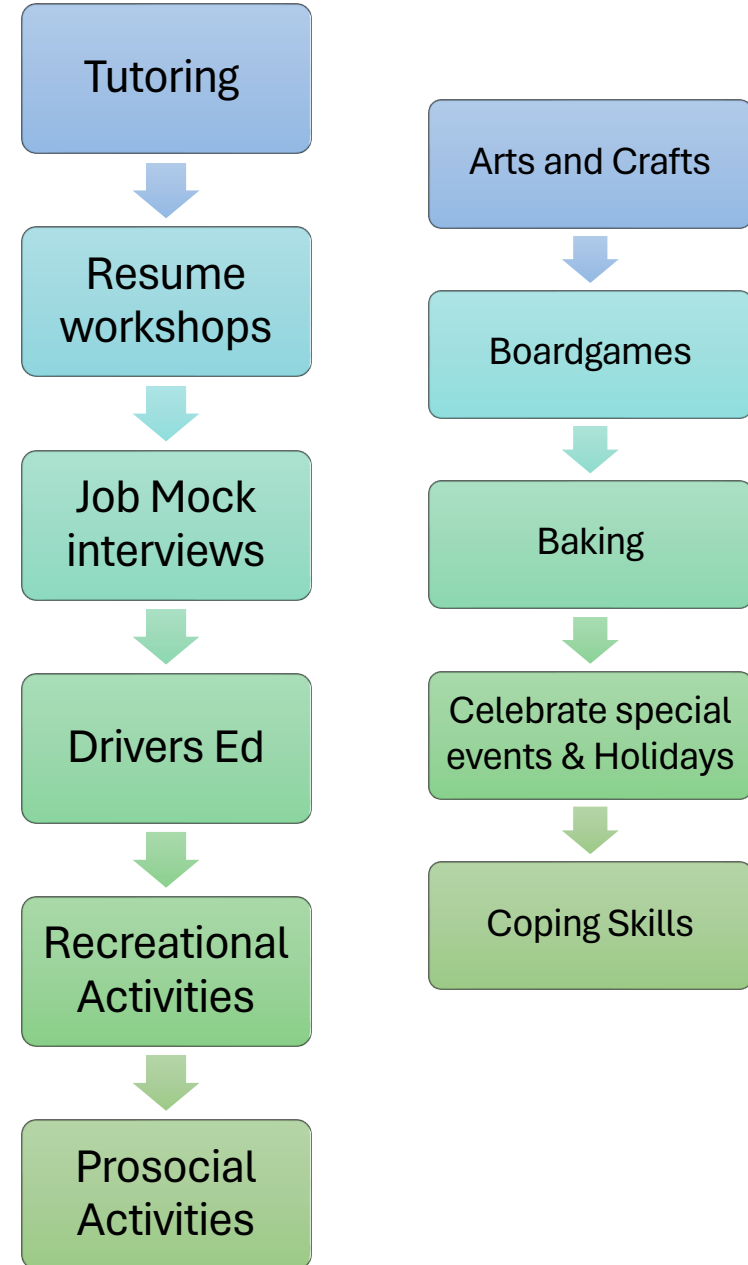 Tutoring
Resume
workshops
Job Mock
interviews
Drivers Ed
Recreational
Activities
Prosocial
Activities
Arts and Crafts
Boardgames
Baking
Celebrate special
events & Holidays
Coping Skills